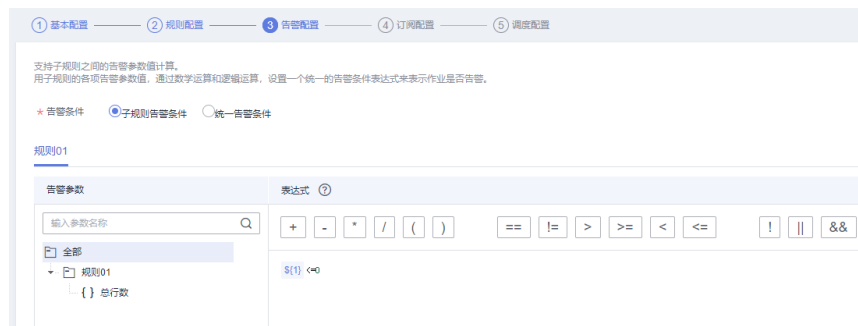 1 基本配置 2 规则配置 3 告警配置 4 订阅配置 5 调度配置
支持子规则之间的告警参数值计算。
用子规则的各项告警参数值，通过数学运算和逻辑运算，设置一个统一的告警条件表达式来表示作业是否告警。
* 告警条件 子规则告警条件 统一告警条件
规则01
告警参数 表达式 ?
输入参数名称 + - * / ( ) == != > >= < <= ! || &&
全部
规则01 ${1} <=0
{ } 总行数